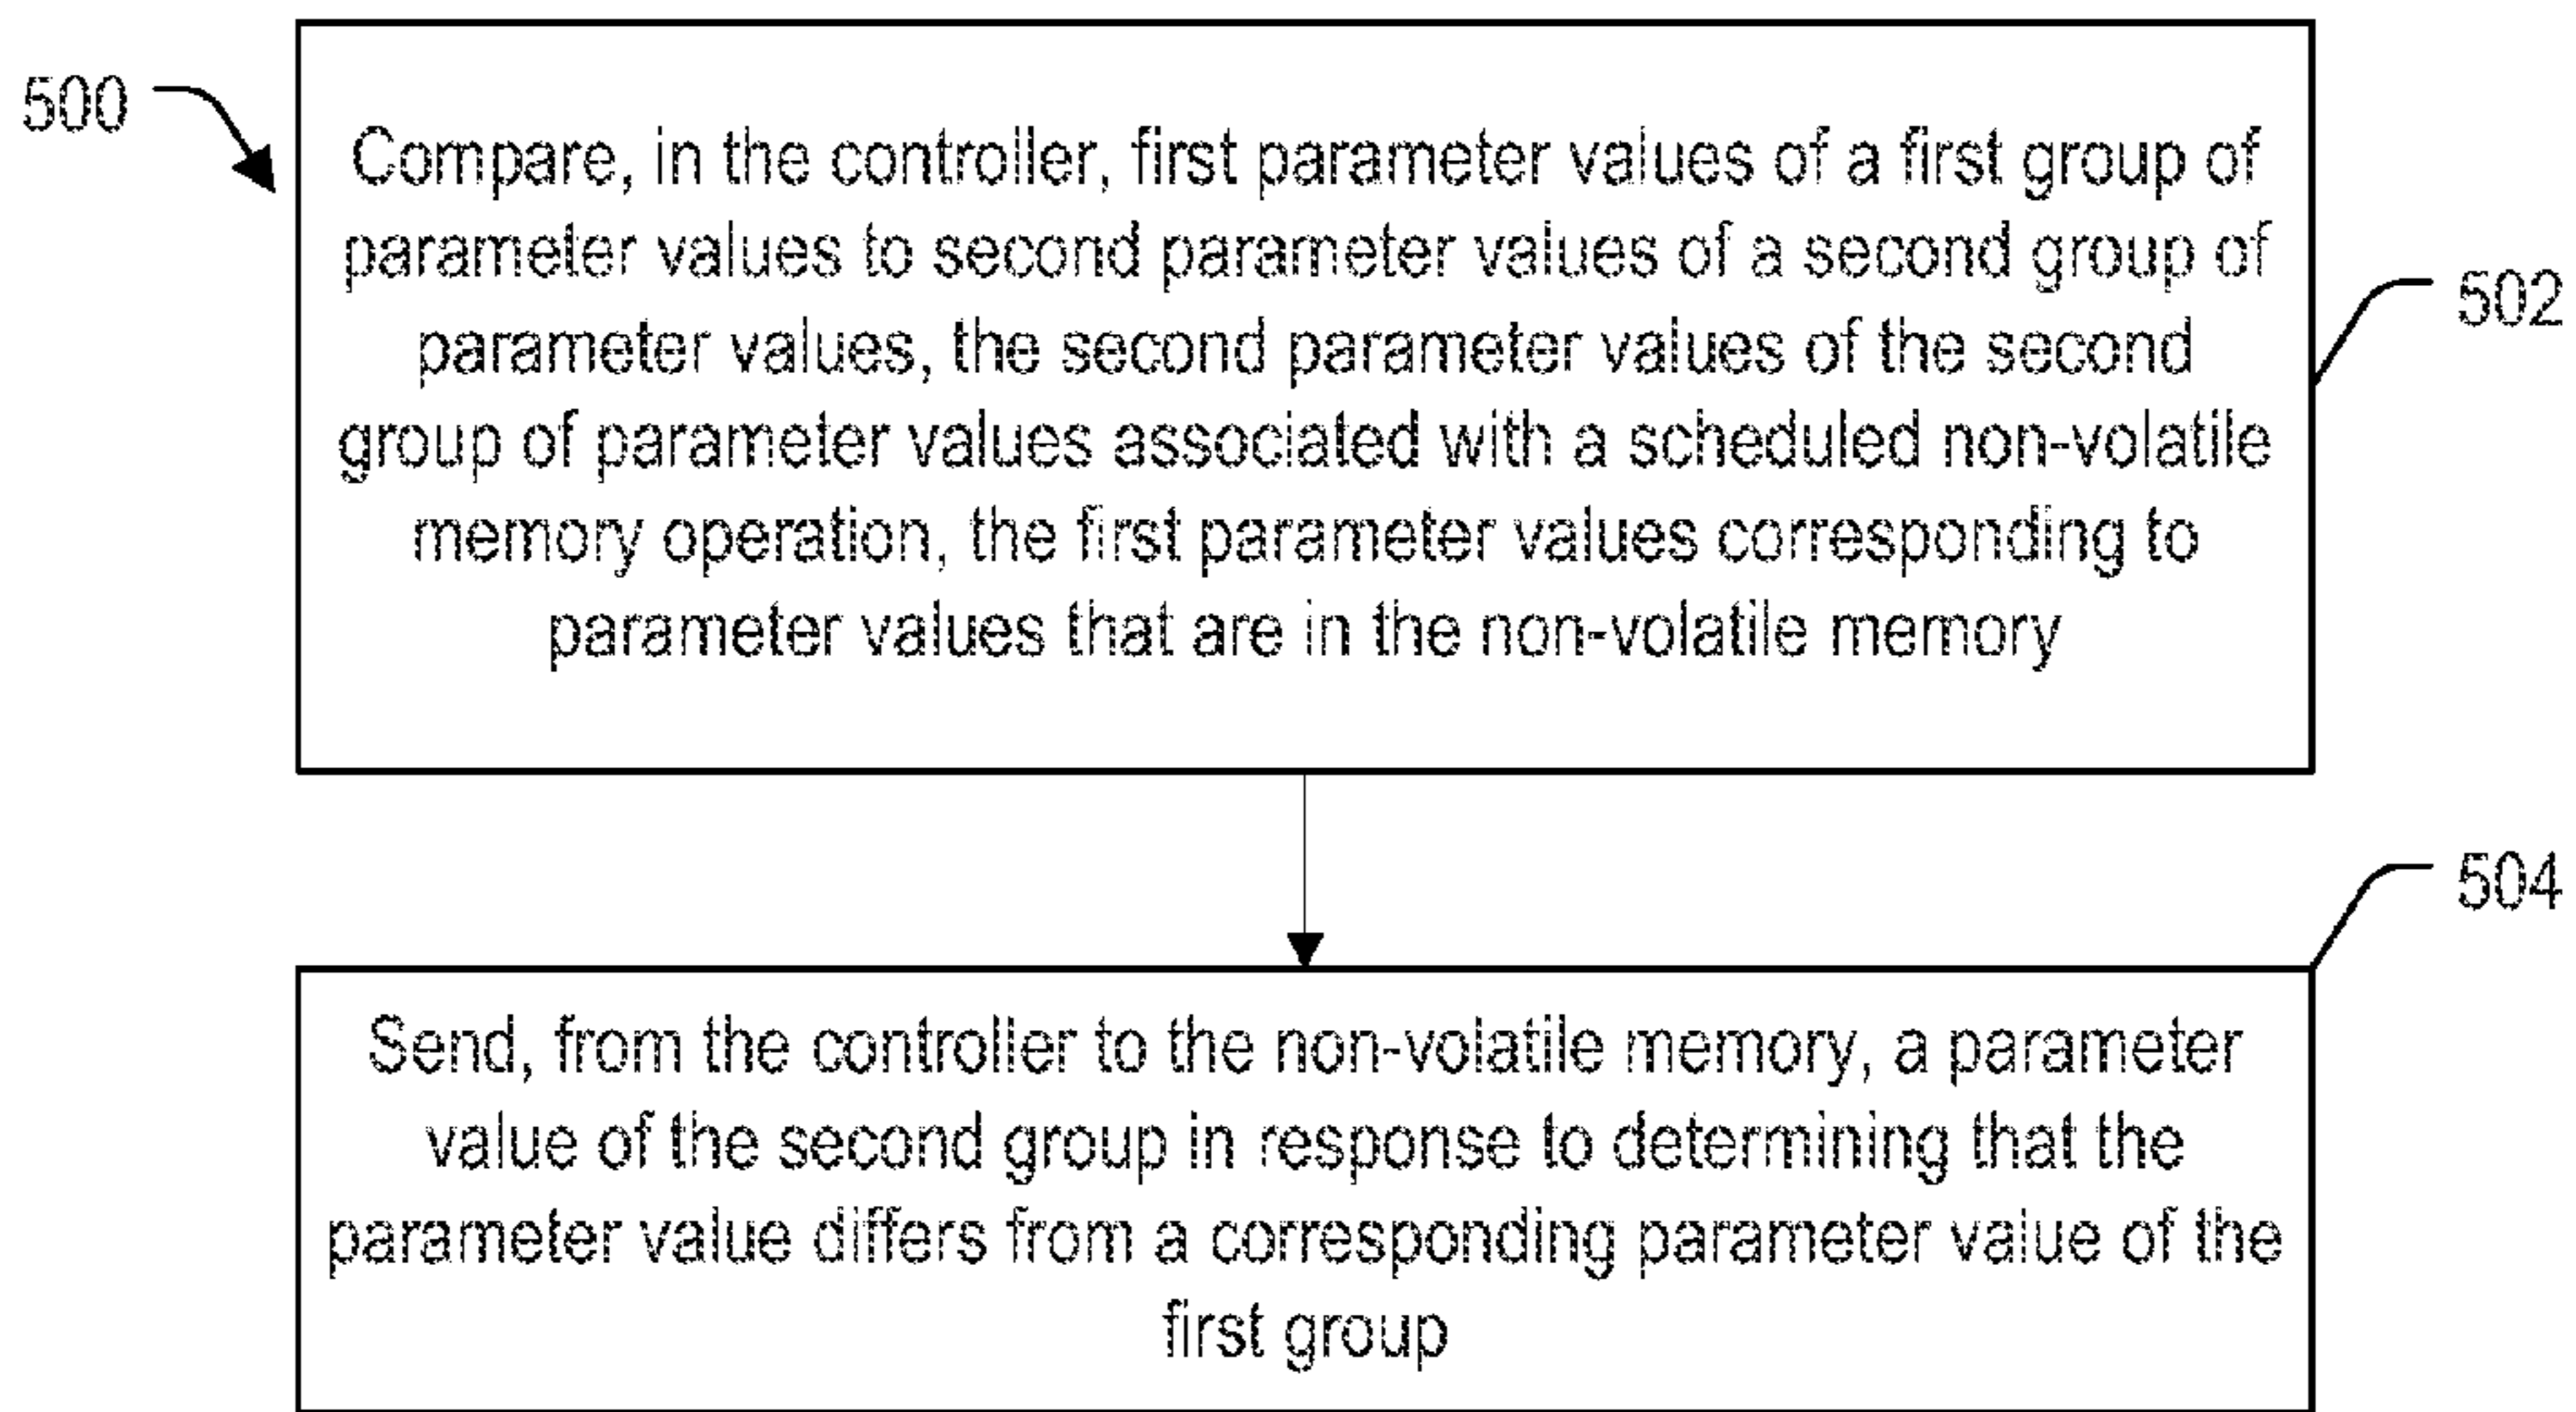 500
Compare, in the controller, first parameter values of a first group of
parameter values to second parameter values of a second group of
parameter values, the second parameter values of the second
group of parameter values associated with a scheduled non-volatile
memory operation, the first parameter values corresponding to
parameter values that are in the non-volatile memory
502
504
Send, from the controller to the non-volatile memory, a parameter
value of the second group in response to determining that the
parameter value differs from a corresponding parameter value of the
first group